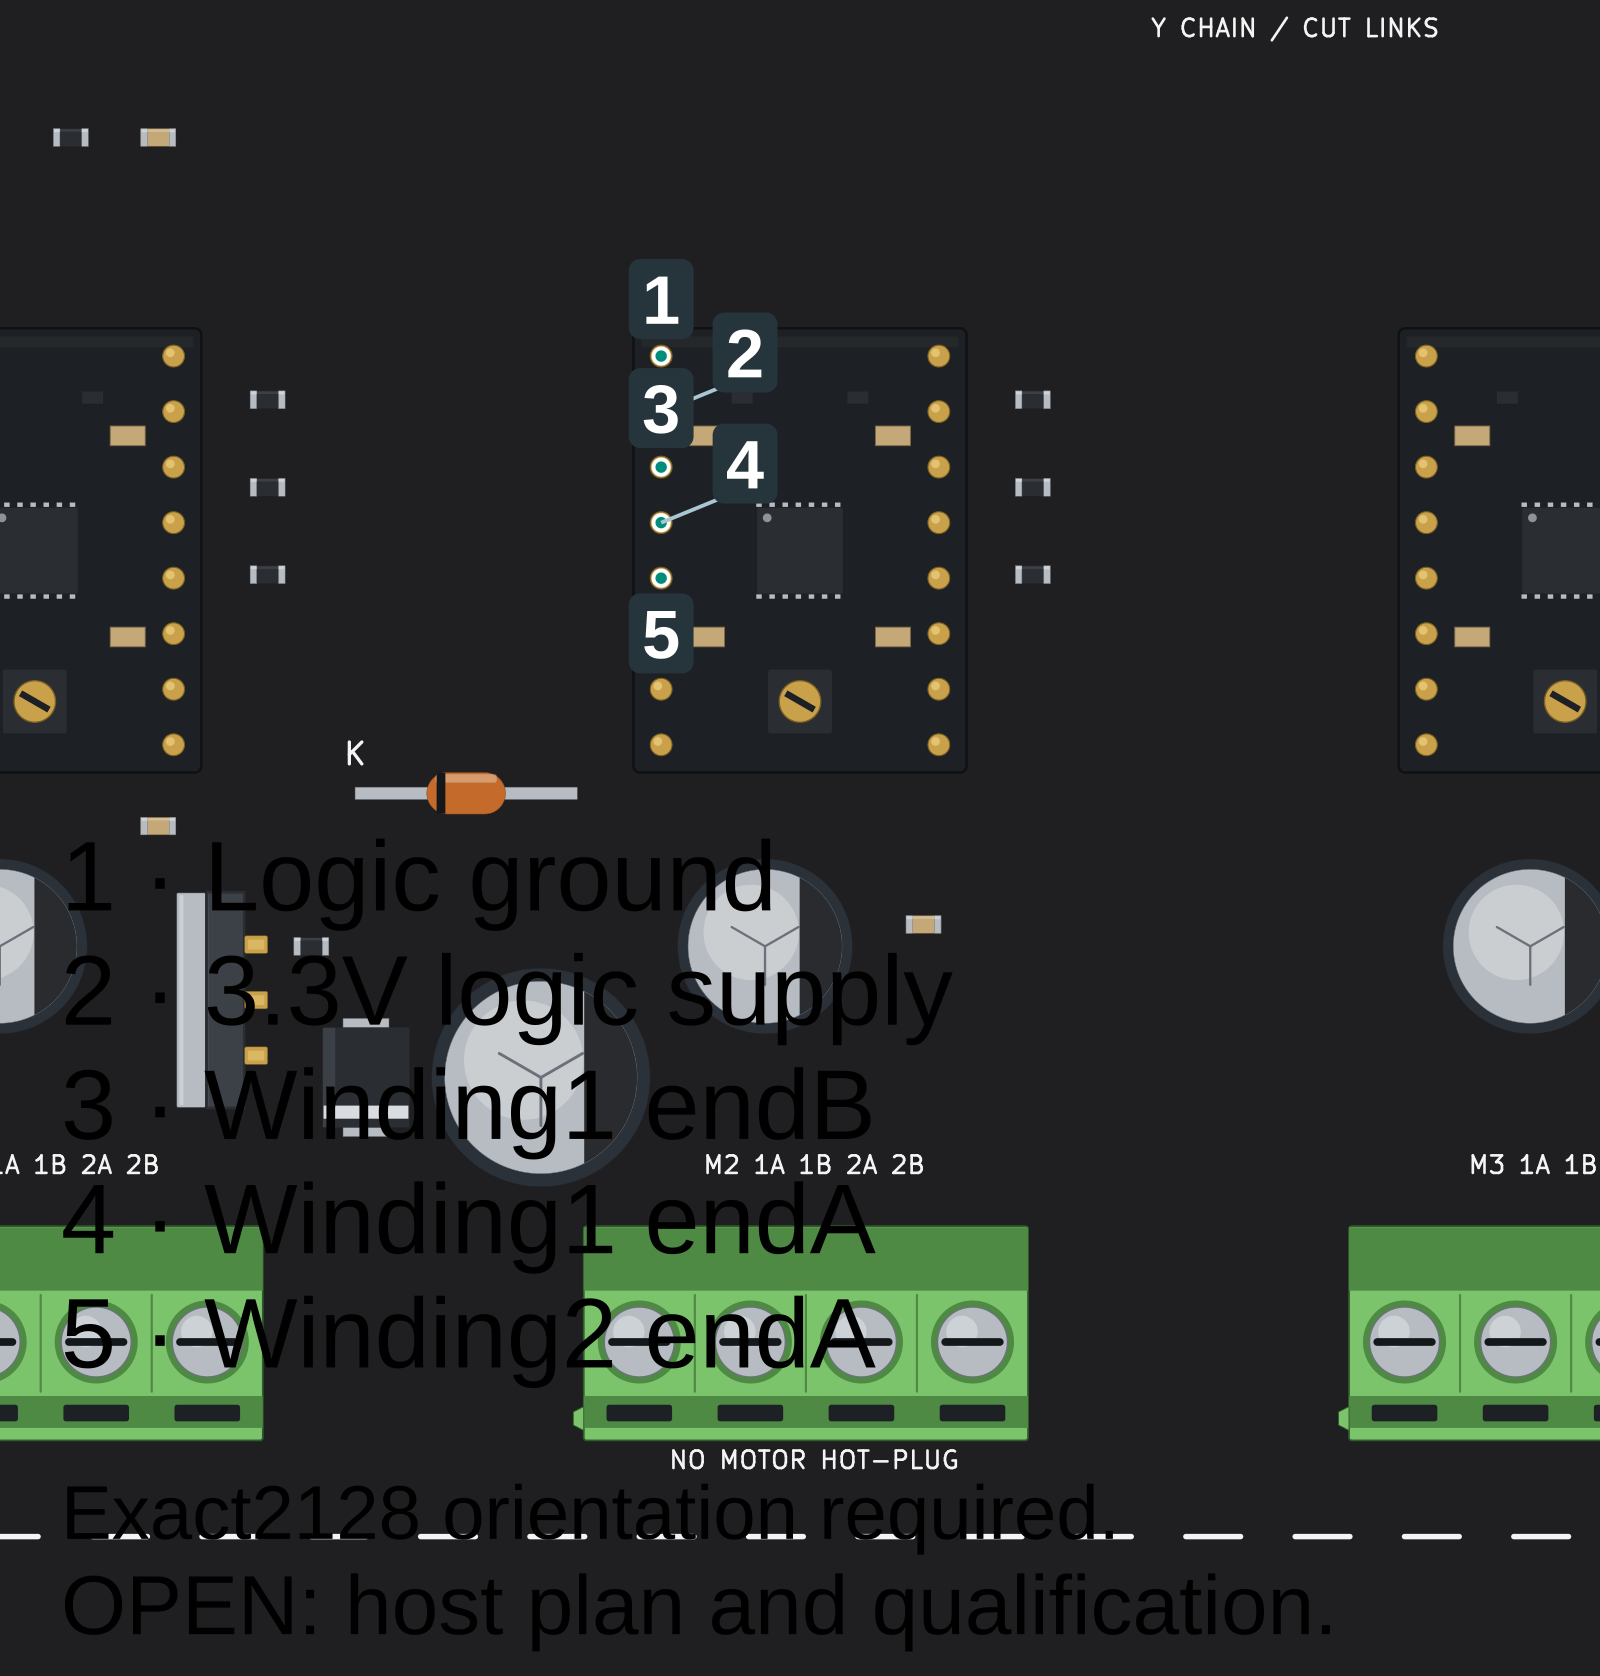 Y CHAIN / CUT LINKS
1
2
3
4
5
K
1 · Logic ground
2 · 3.3V logic supply
3 · Winding1 endB
1A 1B 2A 2B
M2 1A 1B 2A 2B
M3 1A 1B
4 · Winding1 endA
5 · Winding2 endA
NO MOTOR HOT-PLUG
Exact2128 orientation required.
OPEN: host plan and qualification.